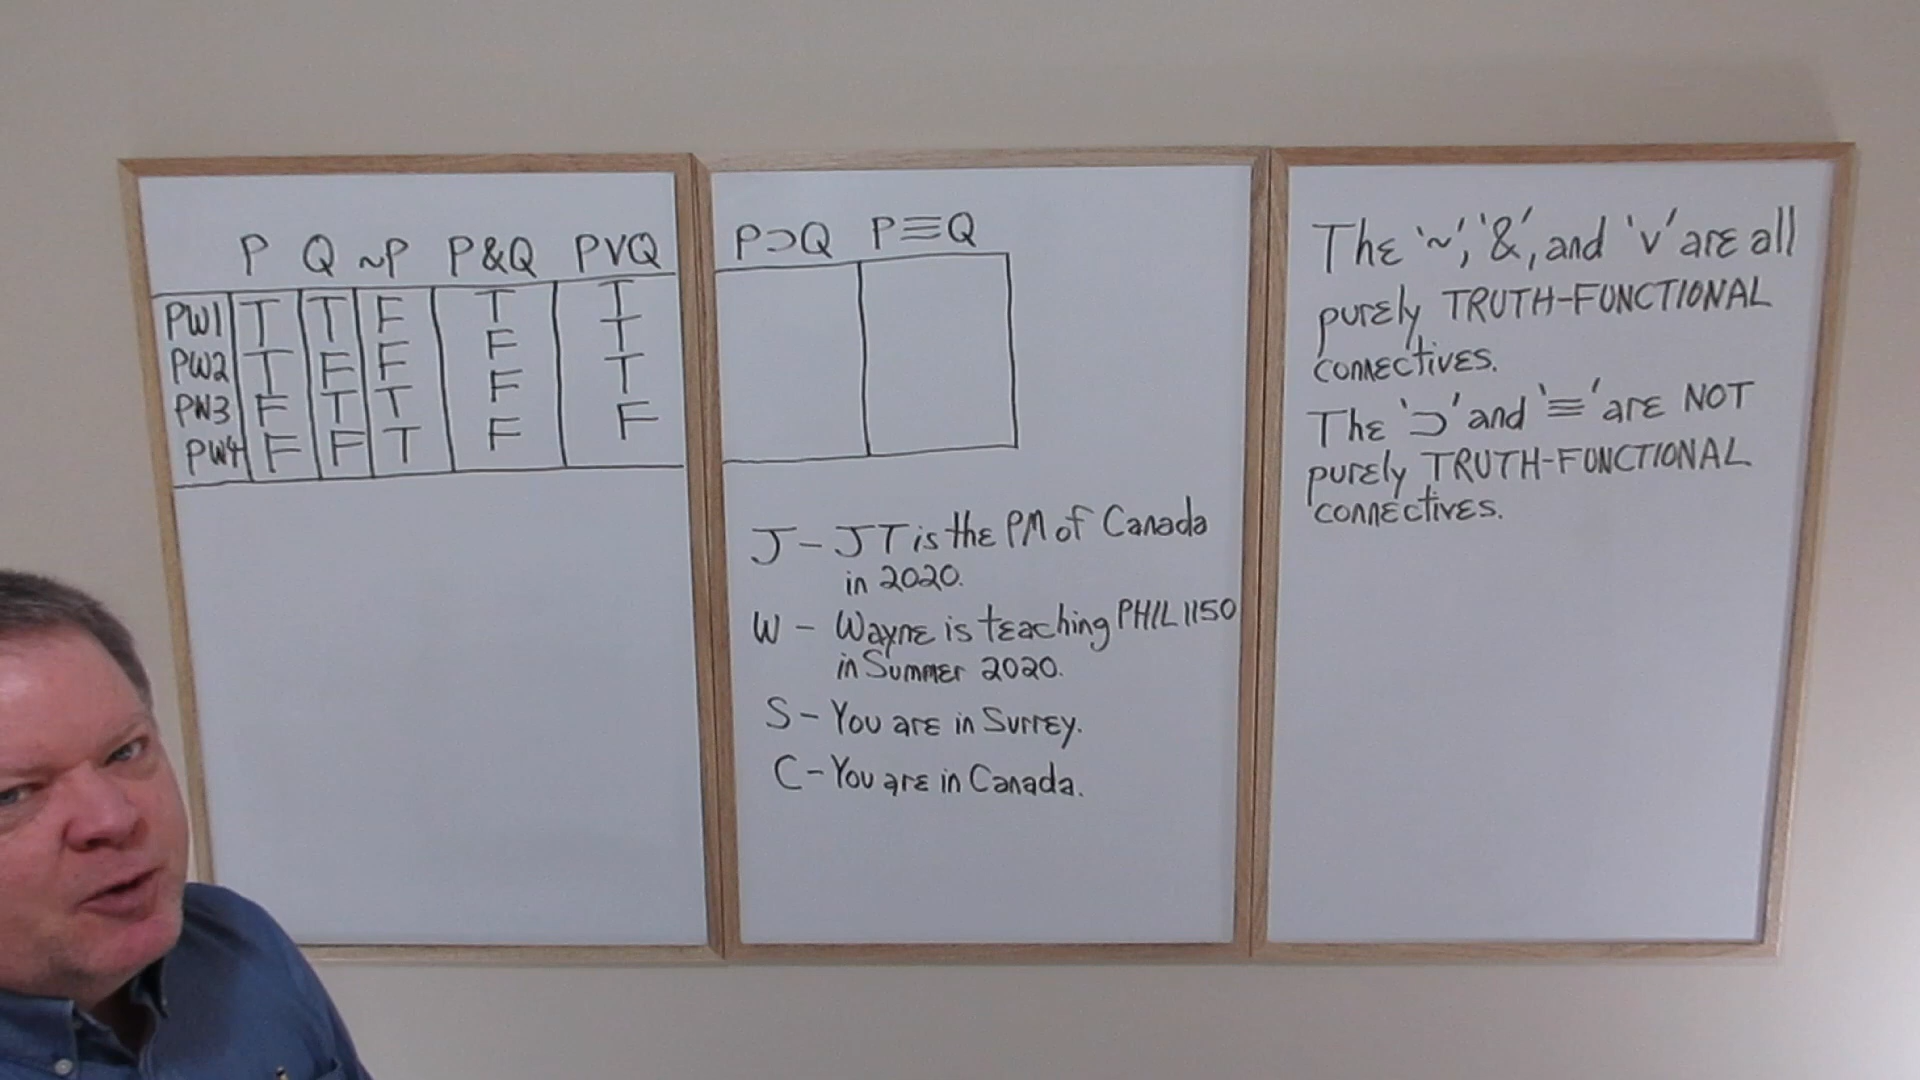 P Q ~P P&Q PVQ
PW1 T T F T T
PW2 T F F F T
PW3 F T T F T
PW4 F F T F F
P⊃Q P≡Q
J – JT is the PM of Canada
in 2020.
W – Wayne is teaching PHIL 1150
in Summer 2020.
S – You are in Surrey.
C – You are in Canada.
The '~', '&', and 'v' are all
purely TRUTH-FUNCTIONAL
connectives.
The '⊃' and '≡' are NOT
purely TRUTH-FUNCTIONAL
connectives.